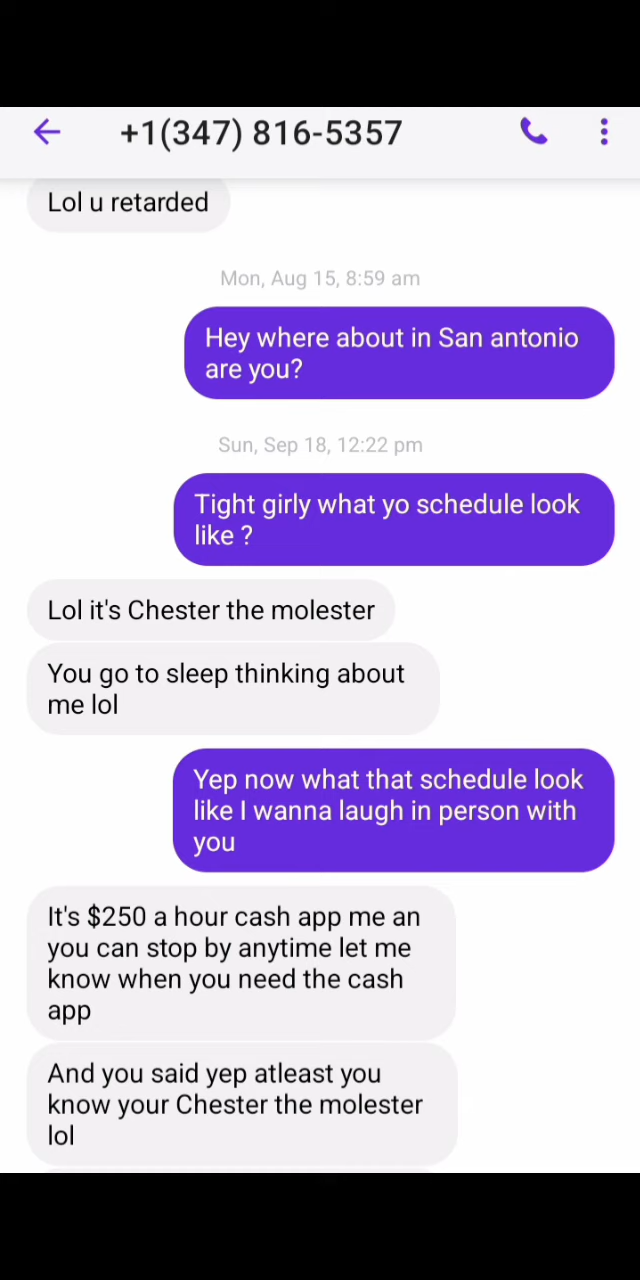 +1(347) 816-5357
Lol u retarded
Mon, Aug 15, 8:59 am
Hey where about in San antonio
are you?
Sun, Sep 18, 12:22 pm
Tight girly what yo schedule look
like ?
Lol it's Chester the molester
You go to sleep thinking about
me lol
Yep now what that schedule look
like I wanna laugh in person with
you
It's $250 a hour cash app me an
you can stop by anytime let me
know when you need the cash
app
And you said yep atleast you
know your Chester the molester
lol